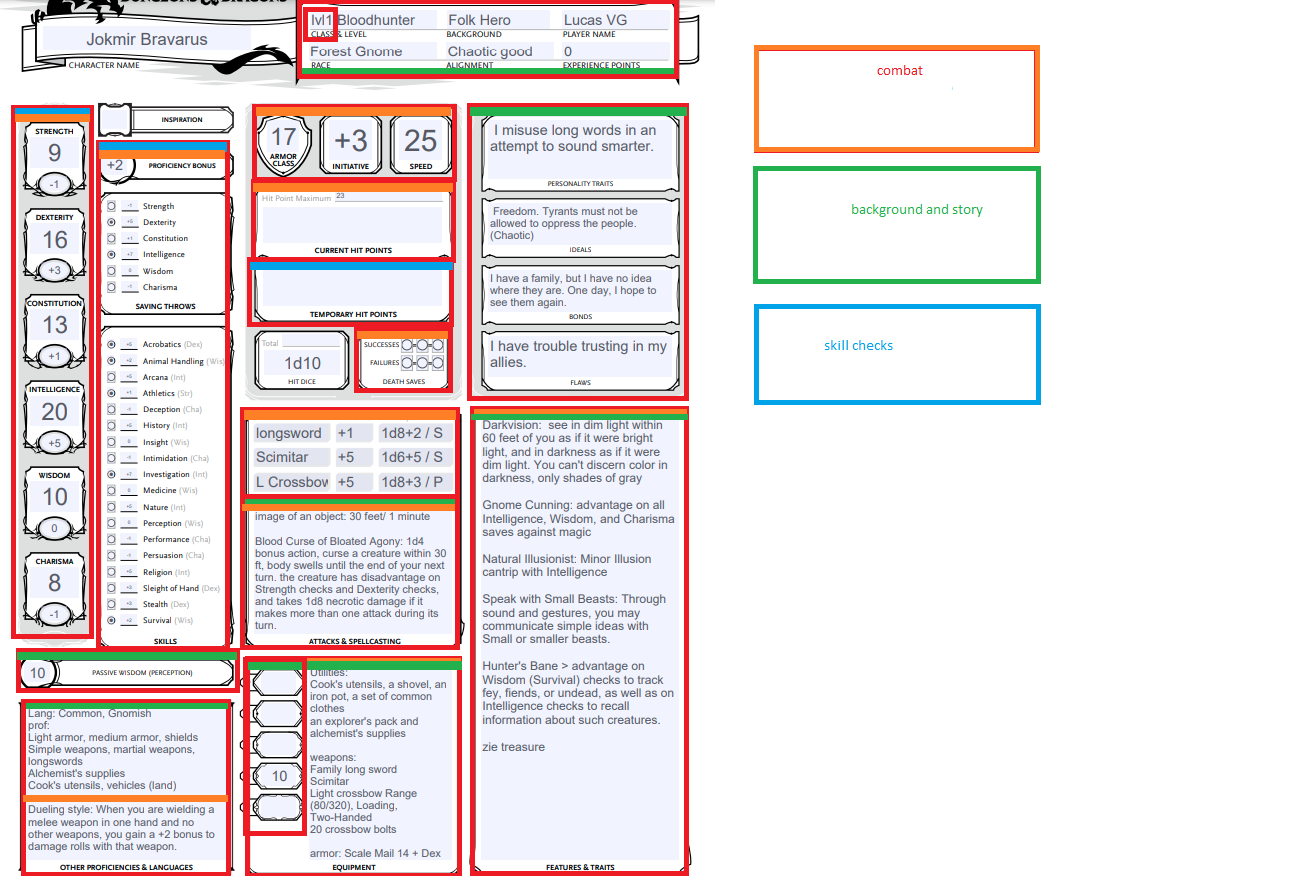 DUNGEONS & DRAGONS
Jokmir Bravarus
CHARACTER NAME
lvl1 Bloodhunter Folk Hero Lucas VG
CLASS & LEVEL BACKGROUND PLAYER NAME
Forest Gnome Chaotic good 0
RACE ALIGNMENT EXPERIENCE POINTS
STRENGTH
9
-1
DEXTERITY
16
+3
CONSTITUTION
13
+1
INTELLIGENCE
20
+5
WISDOM
10
0
CHARISMA
8
-1
INSPIRATION
+2 PROFICIENCY BONUS
-1 Strength
+5 Dexterity
+1 Constitution
+7 Intelligence
0 Wisdom
-1 Charisma
SAVING THROWS
Acrobatics (Dex)
Animal Handling (Wis)
Arcana (Int)
Athletics (Str)
Deception (Cha)
History (Int)
Insight (Wis)
Intimidation (Cha)
Investigation (Int)
Medicine (Wis)
Nature (Int)
Perception (Wis)
Performance (Cha)
Persuasion (Cha)
Religion (Int)
Sleight of Hand (Dex)
Stealth (Dex)
Survival (Wis)
SKILLS
10 PASSIVE WISDOM (PERCEPTION)
Lang: Common, Gnomish
prof:
Light armor, medium armor, shields
Simple weapons, martial weapons,
longswords
Alchemist's supplies
Cook's utensils, vehicles (land)
Dueling style: When you are wielding a
melee weapon in one hand and no
other weapons, you gain a +2 bonus to
damage rolls with that weapon.
OTHER PROFICIENCIES & LANGUAGES
17 +3 25
ARMOR
CLASS INITIATIVE SPEED
Hit Point Maximum 23
CURRENT HIT POINTS
TEMPORARY HIT POINTS
Total
1d10
HIT DICE
SUCCESSES
FAILURES
DEATH SAVES
longsword +1 1d8+2 / S
Scimitar +5 1d6+5 / S
L Crossbow +5 1d8+3 / P
image of an object: 30 feet/ 1 minute
Blood Curse of Bloated Agony: 1d4
bonus action, curse a creature within 30
ft, body swells until the end of your next
turn. the creature has disadvantage on
Strength checks and Dexterity checks,
and takes 1d8 necrotic damage if it
makes more than one attack during its
turn.
ATTACKS & SPELLCASTING
10
Utilities:
Cook's utensils, a shovel, an
iron pot, a set of common
clothes
an explorer's pack and
alchemist's supplies
weapons:
Family long sword
Scimitar
Light crossbow Range
(80/320), Loading,
Two-Handed
20 crossbow bolts
armor: Scale Mail 14 + Dex
EQUIPMENT
I misuse long words in an
attempt to sound smarter.
PERSONALITY TRAITS
Freedom. Tyrants must not be
allowed to oppress the people.
(Chaotic)
IDEALS
I have a family, but I have no idea
where they are. One day, I hope to
see them again.
BONDS
I have trouble trusting in my
allies.
FLAWS
Darkvision: see in dim light within
60 feet of you as if it were bright
light, and in darkness as if it were
dim light. You can't discern color in
darkness, only shades of gray
Gnome Cunning: advantage on all
Intelligence, Wisdom, and Charisma
saves against magic
Natural Illusionist: Minor Illusion
cantrip with Intelligence
Speak with Small Beasts: Through
sound and gestures, you may
communicate simple ideas with
Small or smaller beasts.
Hunter's Bane > advantage on
Wisdom (Survival) checks to track
fey, fiends, or undead, as well as on
Intelligence checks to recall
information about such creatures.
zie treasure
FEATURES & TRAITS
combat
background and story
skill checks